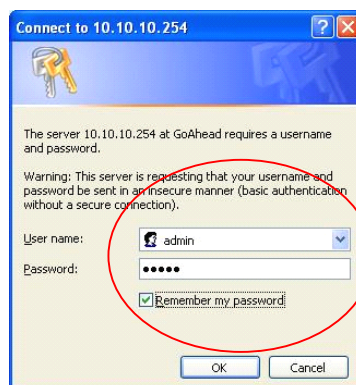 Connect to 10.10.10.254
The server 10.10.10.254 at GoAhead requires a username
and password.
Warning: This server is requesting that your username and
password be sent in an insecure manner (basic authentication
without a secure connection).
User name:
admin
Password:
•••••
Remember my password
OK
Cancel